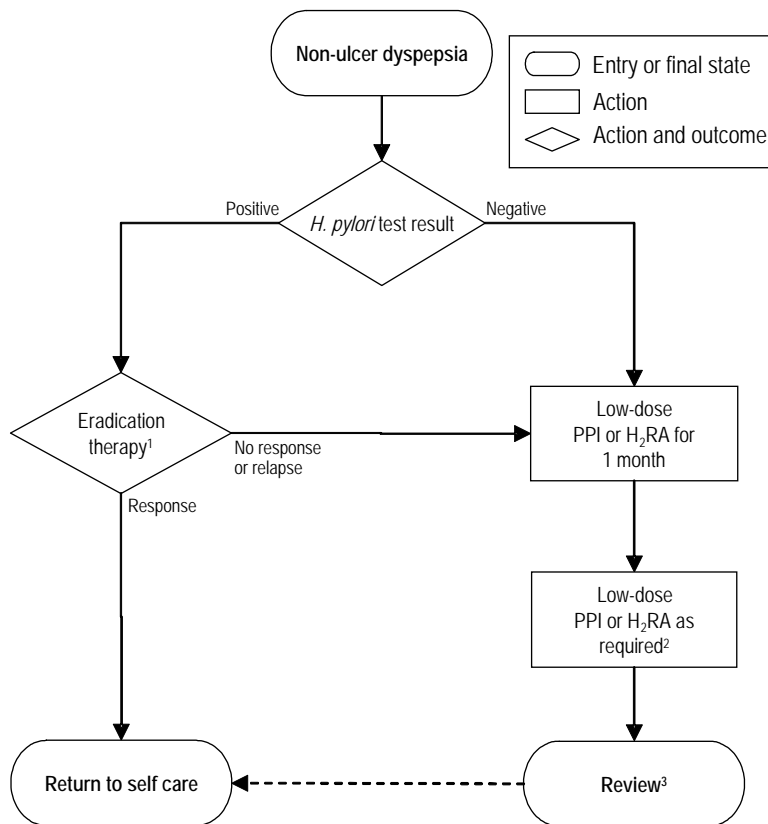 Non-ulcer dyspepsia
Entry or final state
Action
Action and outcome
Positive
H. pylori test result
Negative
Eradication
therapy¹
No response
or relapse
Response
Low-dose
PPI or H₂RA for
1 month
Low-dose
PPI or H₂RA as
required²
Return to self care
Review³